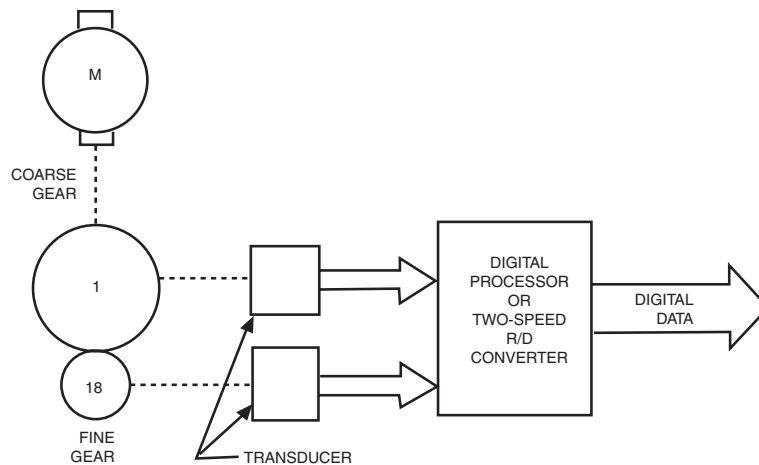 M
COARSE
GEAR
1
18
FINE
GEAR
TRANSDUCER
DIGITAL
PROCESSOR
OR
TWO-SPEED
R/D
CONVERTER
DIGITAL
DATA